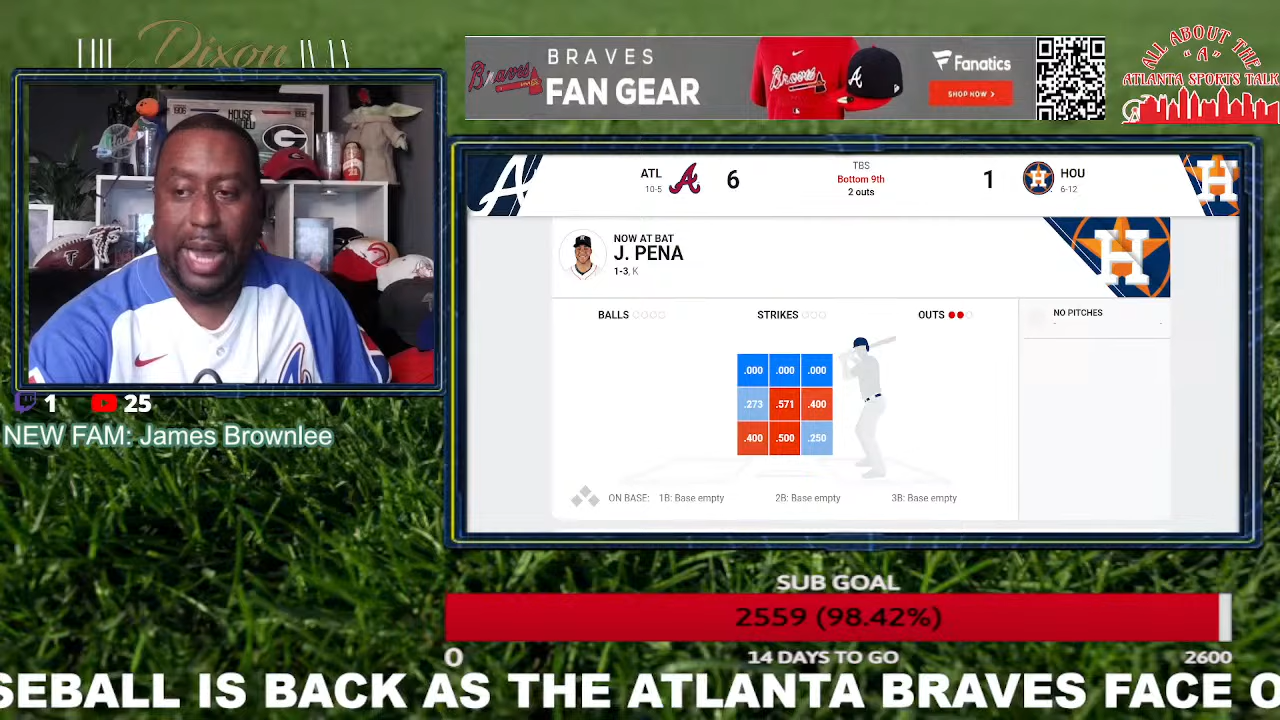 Dixon
BRAVES
FAN GEAR
Braves
Fanatics
SHOP NOW >
ALL ABOUT THE
"A"
ATLANTA SPORTS TALK
ATL
10-5
6
TBS
Bottom 9th
2 outs
1
HOU
6-12
NOW AT BAT
J. PENA
1-3, K
BALLS
STRIKES
OUTS
NO PITCHES
-
-
.000 .000 .000
.273 .571 .400
.400 .500 .250
ON BASE: 1B: Base empty 2B: Base empty 3B: Base empty
1 25
NEW FAM: James Brownlee
SUB GOAL
2559 (98.42%)
0 14 DAYS TO GO 2600
SEBALL IS BACK AS THE ATLANTA BRAVES FACE O